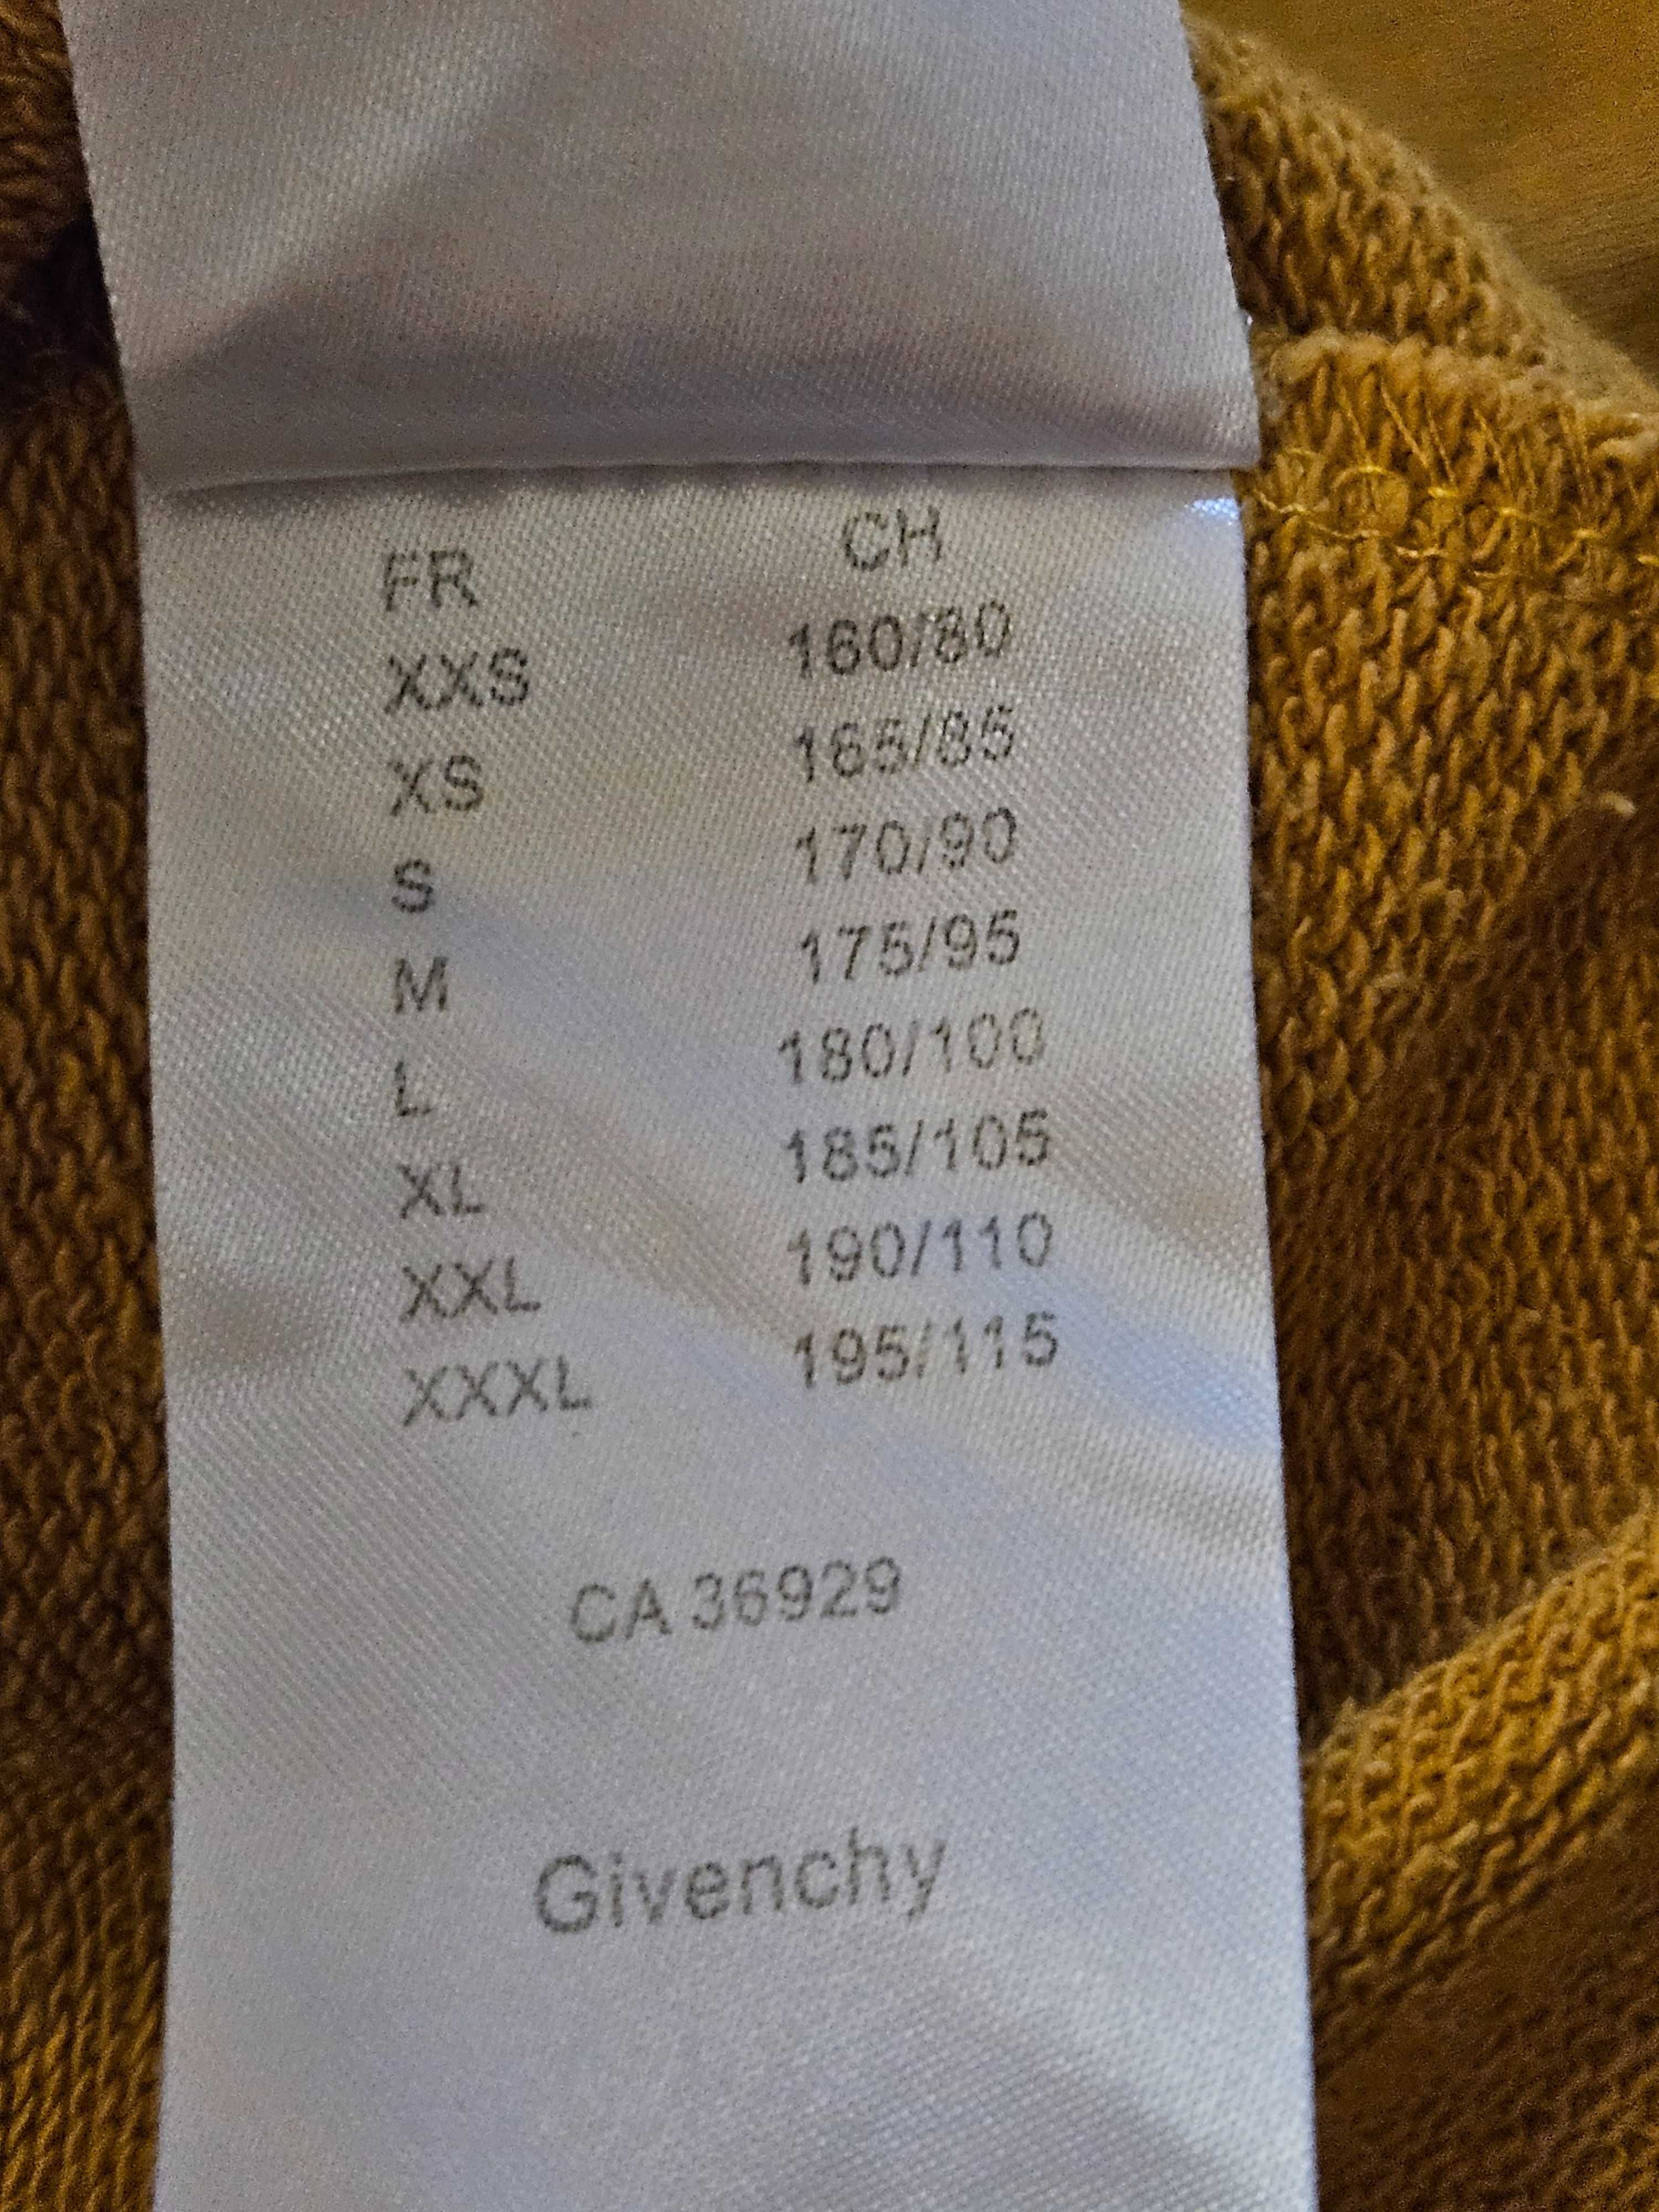 FR CH
XXS 160/80
XS 165/85
S 170/90
M 175/95
L 180/100
XL 185/105
XXL 190/110
XXXL 195/115
CA 36929
Givenchy